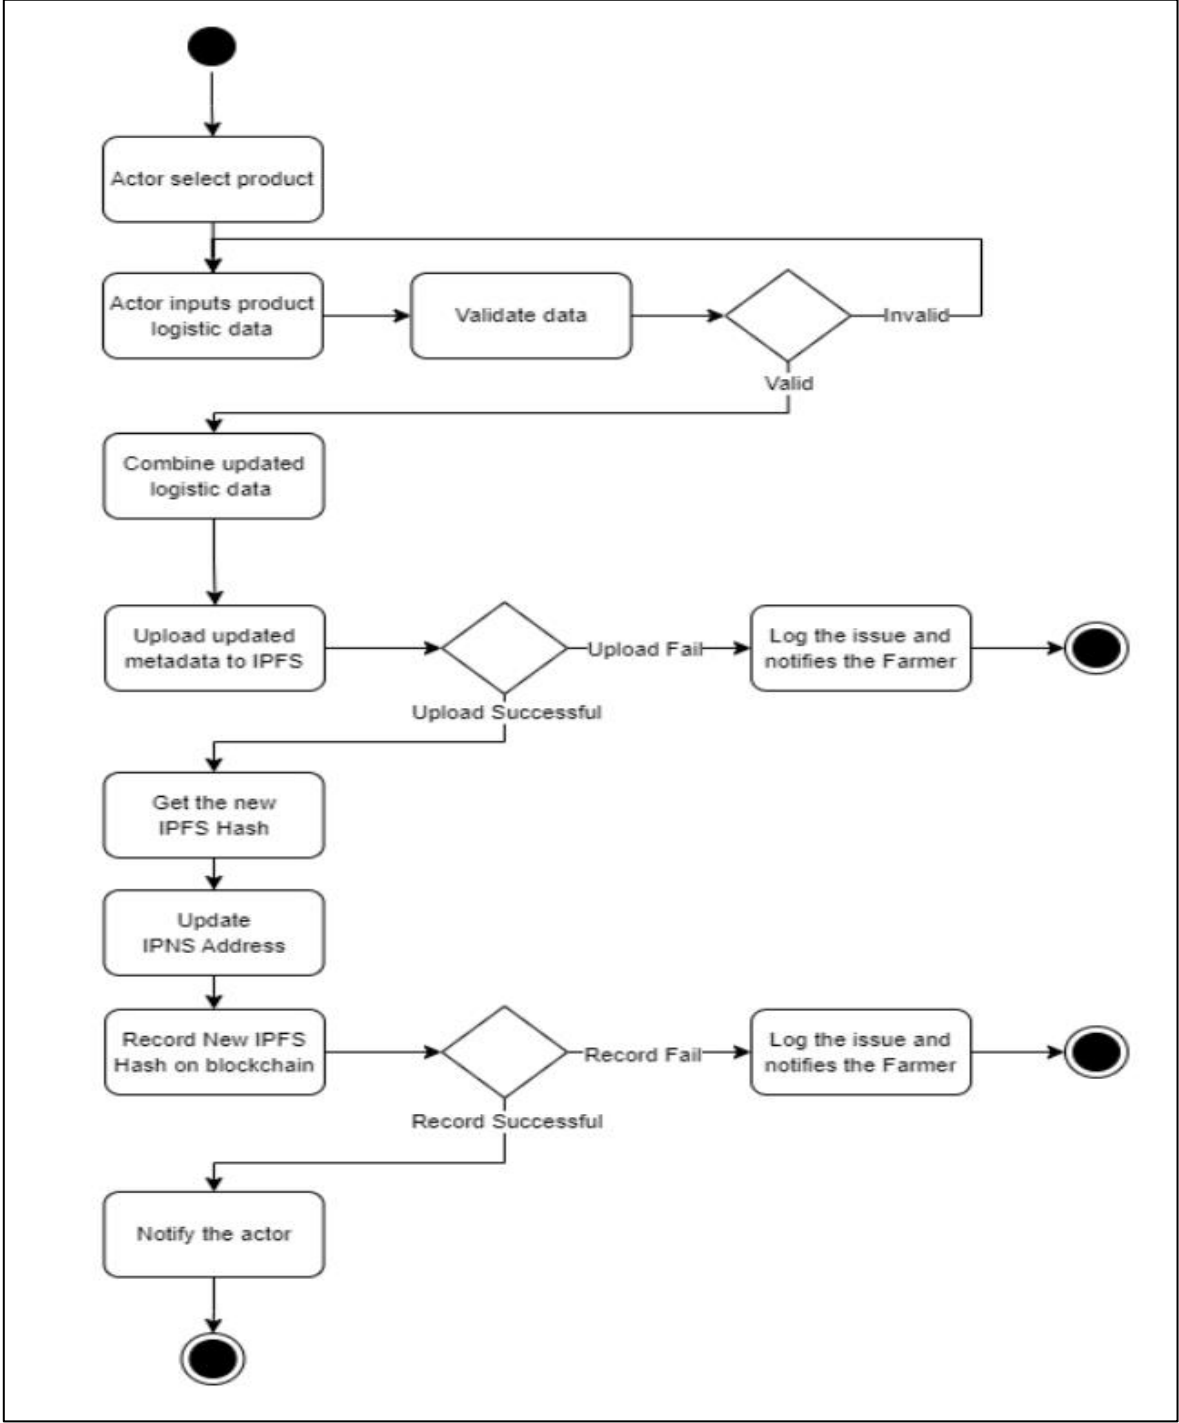 Actor select product
Actor inputs product
logistic data
Validate data
Invalid
Valid
Combine updated
logistic data
Upload updated
metadata to IPFS
Upload Fail
Log the issue and
notifies the Farmer
Upload Successful
Get the new
IPFS Hash
Update
IPNS Address
Record New IPFS
Hash on blockchain
Record Fail
Log the issue and
notifies the Farmer
Record Successful
Notify the actor